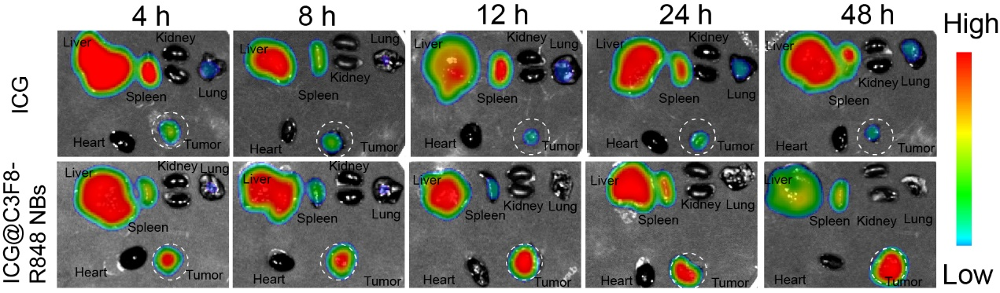 4 h 8 h 12 h 24 h 48 h
High
ICG
Liver Kidney Lung Spleen Heart Tumor
Liver Lung Kidney Spleen Heart Tumor
Liver Kidney Lung Spleen Heart Tumor
Liver Kidney Lung Spleen Heart Tumor
Liver Kidney Lung Spleen Heart Tumor
ICG@C3F8-
R848 NBs
Liver Kidney Lung Spleen Heart Tumor
Liver Kidney Lung Spleen Heart Tumor
Liver Kidney Lung Spleen Heart Tumor
Liver Kidney Lung Spleen Heart Tumor
Liver Spleen Kidney Lung Heart Tumor
Low